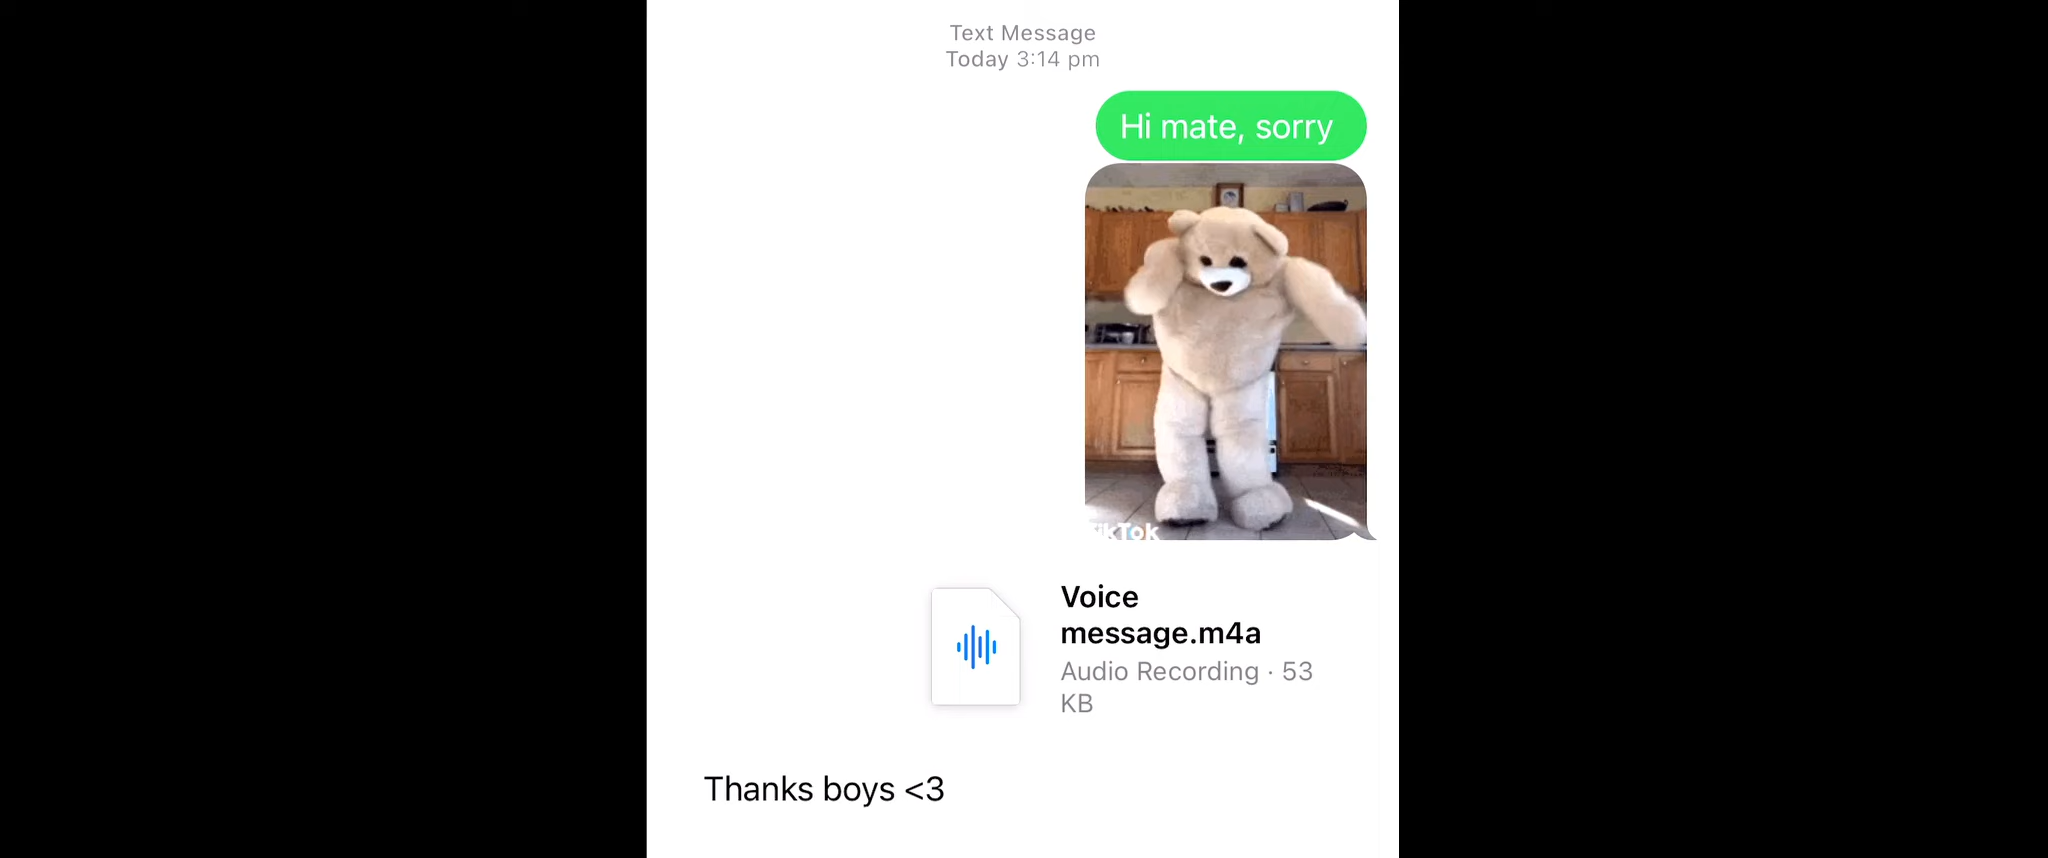 Text Message
Today 3:14 pm
Hi mate, sorry
TikTok
Voice
message.m4a
Audio Recording · 53
KB
Thanks boys <3